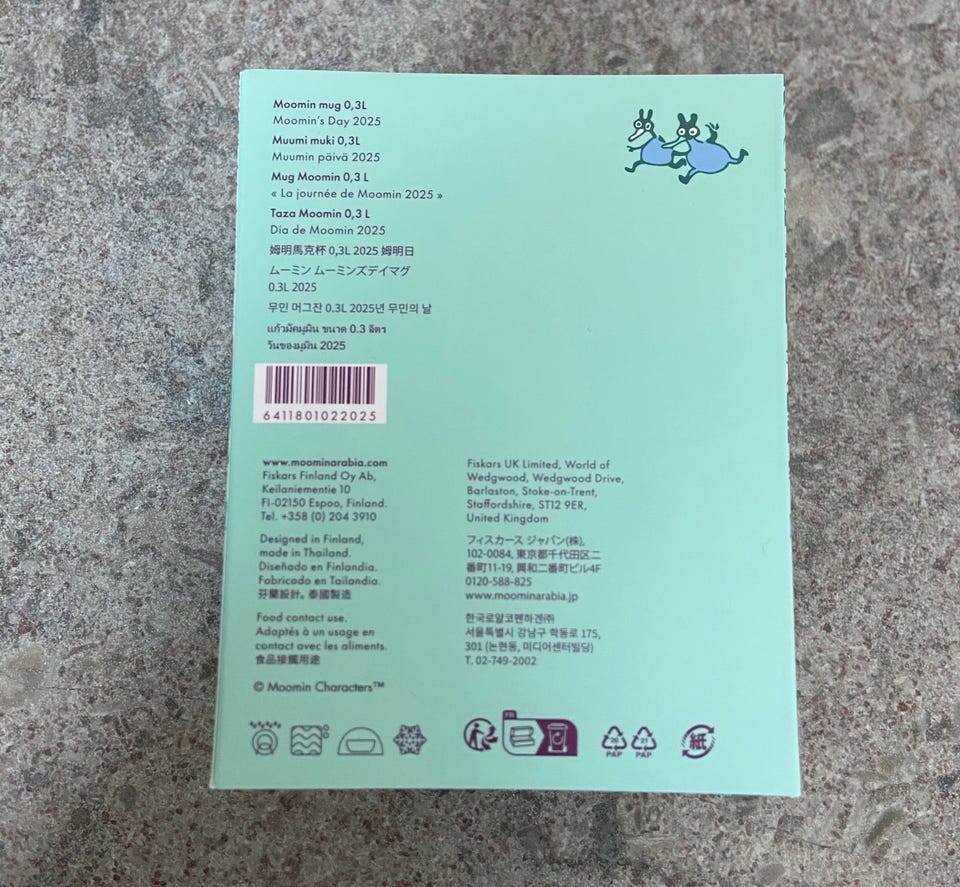 Moomin mug 0,3L
Moomin's Day 2025
Muumi muki 0,3L
Muumin päivä 2025
Mug Moomin 0,3 L
« La journée de Moomin 2025 »
Taza Moomin 0,3 L
Día de Moomin 2025
姆明馬克杯 0,3L 2025 姆明日
ムーミン ムーミンズデイマグ
0.3L 2025
무민 머그잔 0.3L 2025년 무민의 날
แก้วมัคมูมิน ขนาด 0.3 ลิตร
วันของมูมิน 2025
6411801022025
www.moominarabia.com
Fiskars Finland Oy Ab,
Keilaniementie 10
FI-02150 Espoo, Finland.
Tel. +358 (0) 204 3910
Designed in Finland,
made in Thailand.
Diseñado en Finlandia.
Fabricado en Tailandia.
芬蘭設計。泰國製造
Food contact use.
Adaptés à un usage en
contact avec les aliments.
食品接觸用途
© Moomin Characters™
Fiskars UK Limited, World of
Wedgwood, Wedgwood Drive,
Barlaston, Stoke-on-Trent,
Staffordshire, ST12 9ER,
United Kingdom
フィスカース ジャパン(株),
102-0084, 東京都千代田区二
番町11-19, 興和二番町ビル4F
0120-588-825
www.moominarabia.jp
한국로얄코펜하겐㈜
서울특별시 강남구 학동로 175,
301 (논현동, 미디어센터빌딩)
T. 02-749-2002
FR
20
PAP
21
PAP
紙